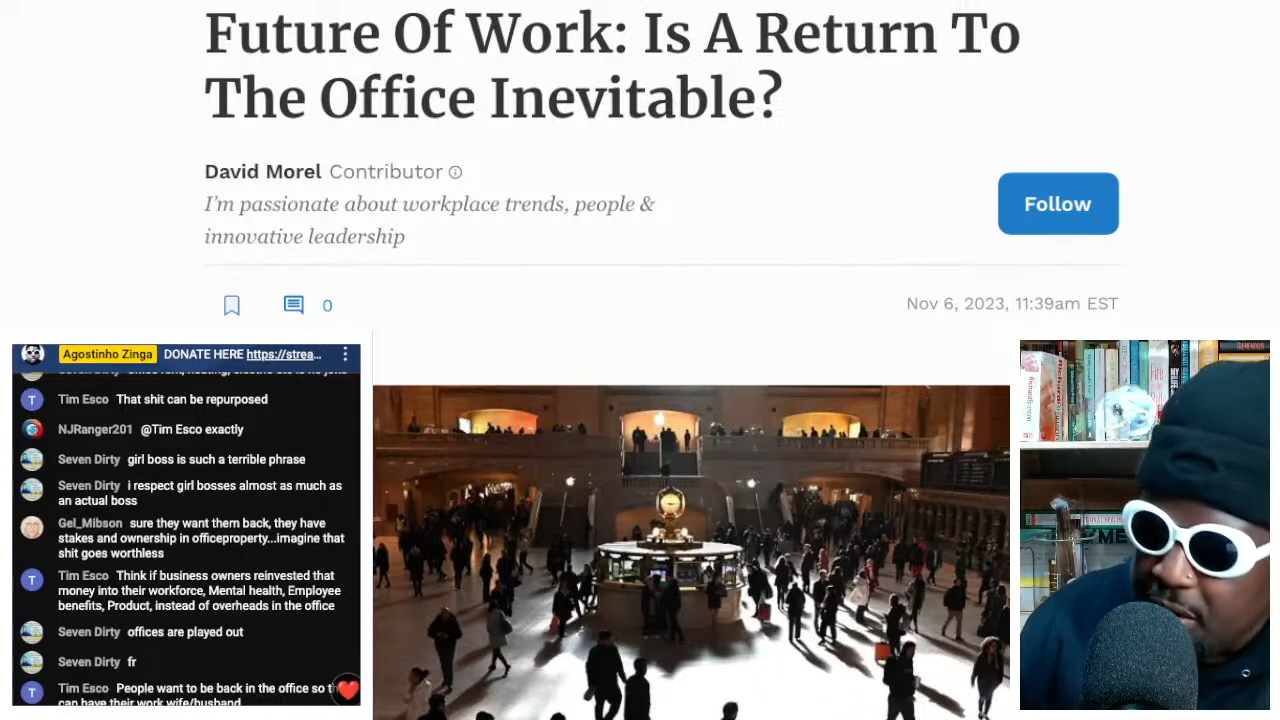 Future Of Work: Is A Return To
The Office Inevitable?
David Morel Contributor
I'm passionate about workplace trends, people &
innovative leadership
Follow
0
Nov 6, 2023, 11:39am EST
Agostinho Zinga DONATE HERE https://strea...
Tim Esco That shit can be repurposed
NJRanger201 @Tim Esco exactly
Seven Dirty girl boss is such a terrible phrase
Seven Dirty i respect girl bosses almost as much as
an actual boss
Gel_Mibson sure they want them back, they have
stakes and ownership in officeproperty...imagine that
shit goes worthless
Tim Esco Think if business owners reinvested that
money into their workforce, Mental health, Employee
benefits, Product, instead of overheads in the office
Seven Dirty offices are played out
Seven Dirty fr
Tim Esco People want to be back in the office so
can have their work wife/husband